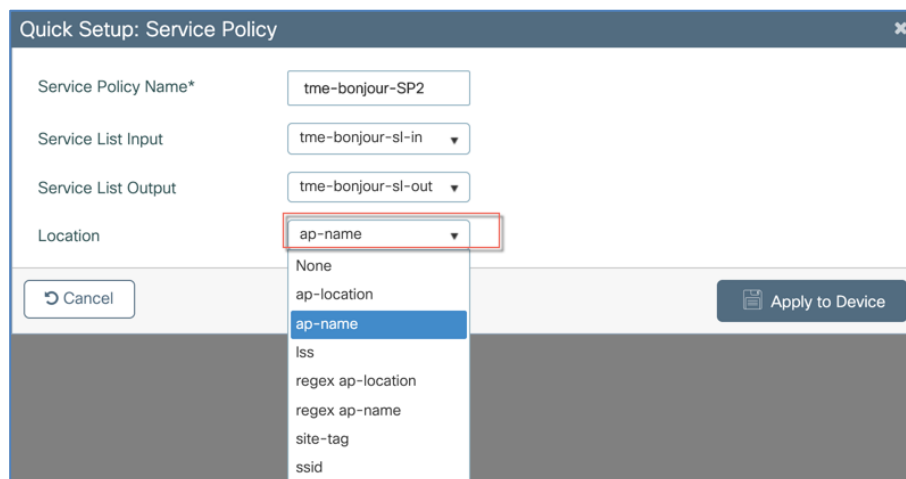 Quick Setup: Service Policy
Service Policy Name* tme-bonjour-SP2
Service List Input tme-bonjour-sl-in
Service List Output tme-bonjour-sl-out
Location ap-name
None
ap-location
ap-name
lss
regex ap-location
regex ap-name
site-tag
ssid
Cancel
Apply to Device